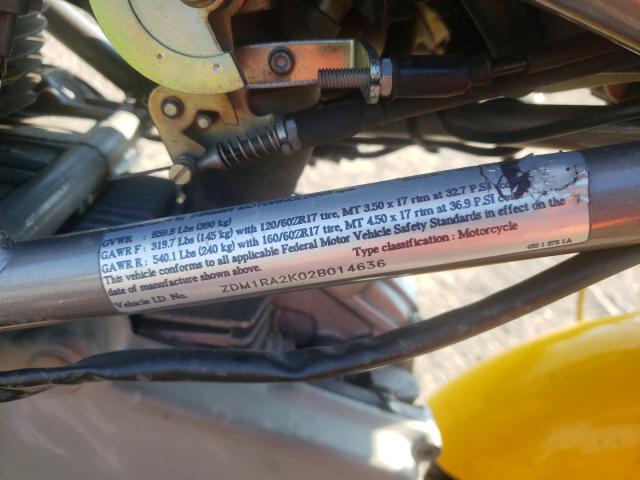 GVWR : 859.8 Lbs (390 kg)
GAWR F : 319.7 Lbs (145 kg) with 120/60ZR17 tire, MT 3.50 x 17 rim at 32.7 P.S.I
GAWR R : 540.1 Lbs (240 kg) with 160/60ZR17 tire, MT 4.50 x 17 rim at 36.9 P.S.I
This vehicle conforms to all applicable Federal Motor Vehicle Safety Standards in effect on the
date of manufacture shown above. Type classification : Motorcycle
Vehicle I.D. No. ZDM1RA2K02B014636